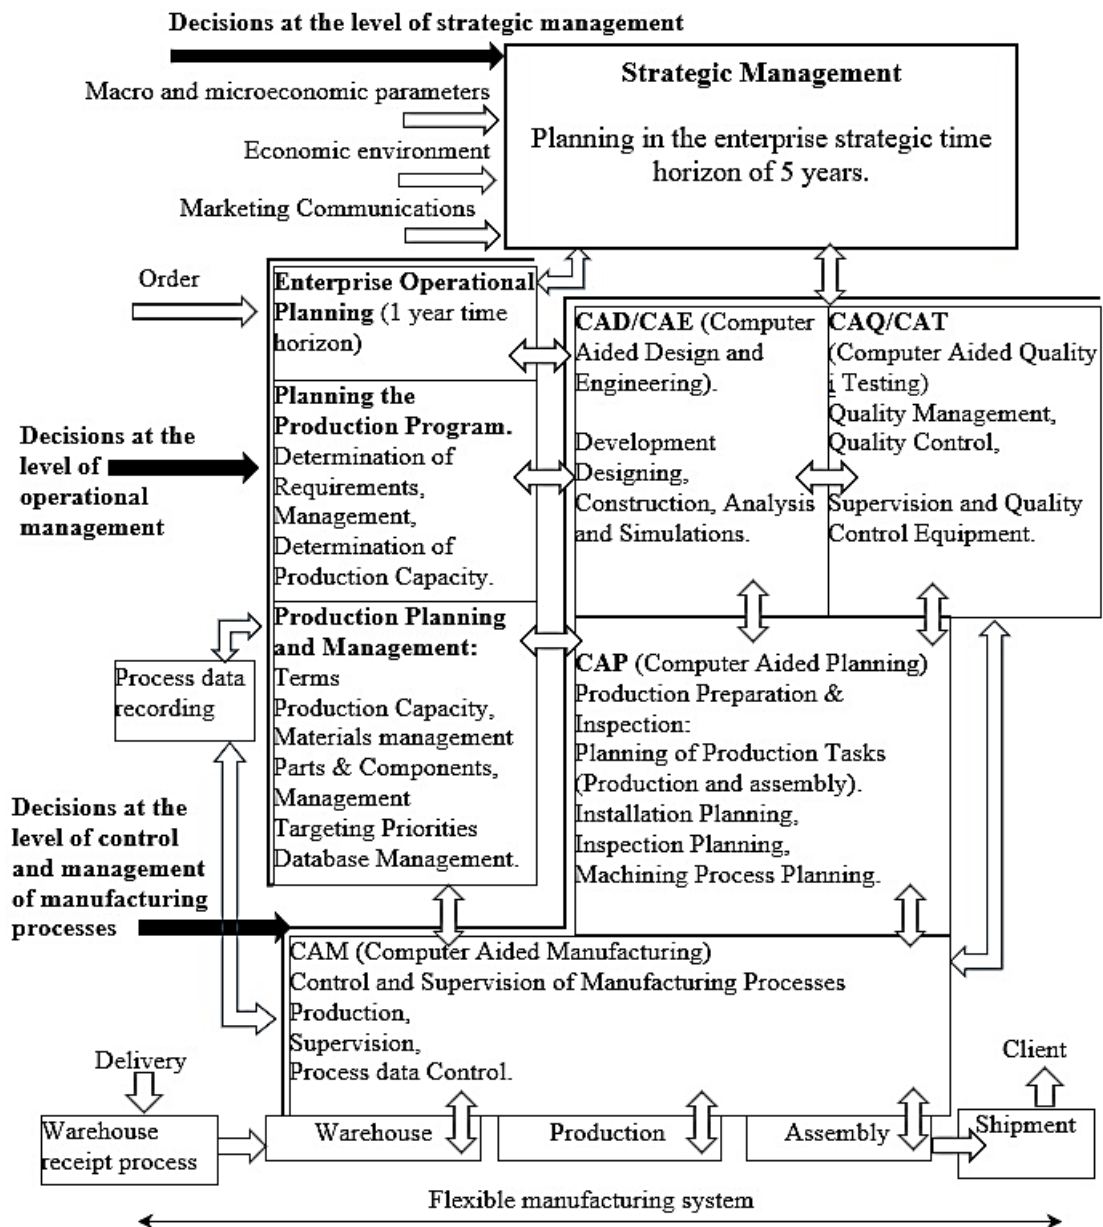 Decisions at the level of strategic management
Strategic Management
Planning in the enterprise strategic time
horizon of 5 years.
Macro and microeconomic parameters
Economic environment
Marketing Communications
Order
Enterprise Operational
Planning (1 year time
horizon)
Planning the
Production Program.
Determination of
Requirements,
Management,
Determination of
Production Capacity.
Production Planning
and Management:
Terms
Production Capacity,
Materials management
Parts & Components,
Management
Targeting Priorities
Database Management.
CAD/CAE (Computer
Aided Design and
Engineering).
Development
Designing,
Construction, Analysis
and Simulations.
CAQ/CAT
(Computer Aided Quality
i Testing)
Quality Management,
Quality Control,
Supervision and Quality
Control Equipment.
Decisions at the
level of
operational
management
Process data
recording
CAP (Computer Aided Planning)
Production Preparation &
Inspection:
Planning of Production Tasks
(Production and assembly).
Installation Planning,
Inspection Planning,
Machining Process Planning.
Decisions at the
level of control
and management
of manufacturing
processes
CAM (Computer Aided Manufacturing)
Control and Supervision of Manufacturing Processes
Production,
Supervision,
Process data Control.
Delivery
Client
Warehouse
receipt process
Warehouse
Production
Assembly
Shipment
Flexible manufacturing system